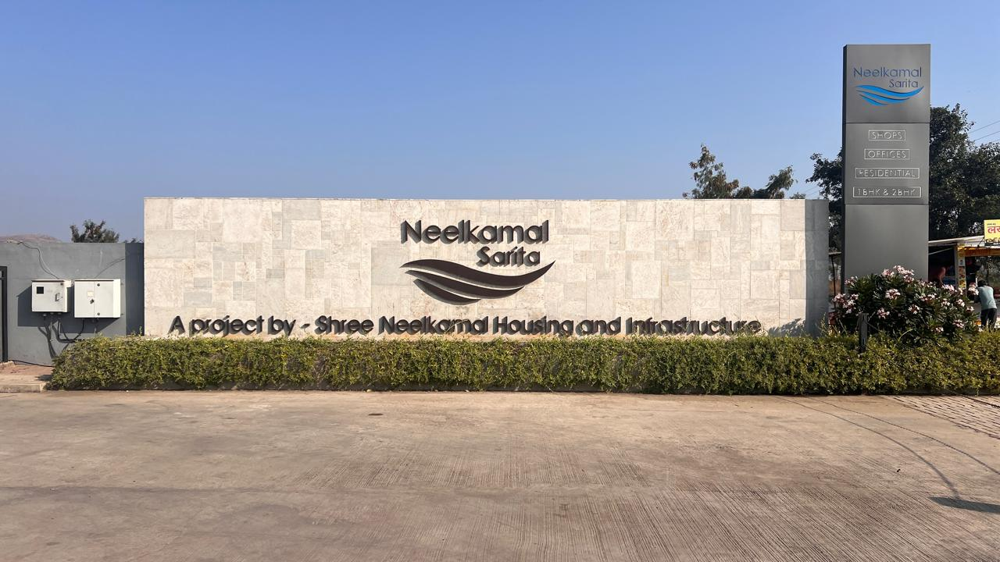 Neelkamal
Sarita
A project by - Shree Neelkamal Housing and Infrastructure
Neelkamal
Sarita
SHOPS
OFFICES
RESIDENTIAL
1BHK & 2BHK